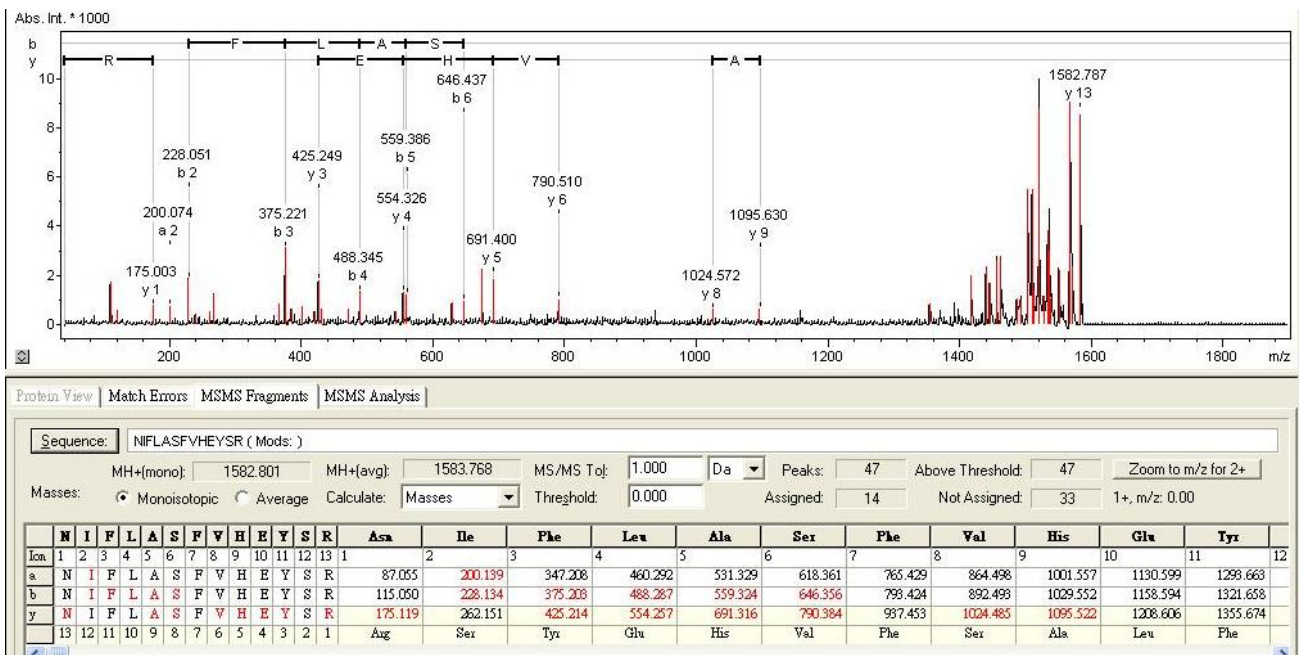 Abs. Int. * 1000
b F L A S
y R E H V A
646.437
b 6
1582.787
y 13
559.386
b 5
228.051
b 2
425.249
y 3
554.326
y 4
790.510
y 6
200.074
a 2
375.221
b 3
1095.630
y 9
691.400
y 5
488.345
b 4
1024.572
y 8
175.003
y 1
10
8
6
4
2
0
200 400 600 800 1000 1200 1400 1600 1800 m/z
Protein View Match Errors MSMS Fragments MSMS Analysis
Sequence: NIFLASFVHEYSR ( Mods: )
MH+(mono): 1582.801 MH+(avg): 1583.768 MS/MS Tol: 1.000 Da Peaks: 47 Above Threshold: 47 Zoom to m/z for 2+
Masses: Monoisotopic Average Calculate: Masses Threshold: 0.000 Assigned: 14 Not Assigned: 33 1+, m/z: 0.00
N I F L A S F V H E Y S R Asn Ile Phe Leu Ala Ser Phe Val His Glu Tyr
Ion 1 2 3 4 5 6 7 8 9 10 11 12 13 1 2 3 4 5 6 7 8 9 10 11 12
a N I F L A S F V H E Y S R 87.055 200.139 347.208 460.292 531.329 618.361 765.429 864.498 1001.557 1130.599 1293.663
b N I F L A S F V H E Y S R 115.050 228.134 375.203 488.287 559.324 646.356 793.424 892.493 1029.552 1158.594 1321.658
y N I F L A S F V H E Y S R 175.119 262.151 425.214 554.257 691.316 790.384 937.453 1024.485 1095.522 1208.606 1355.674
13 12 11 10 9 8 7 6 5 4 3 2 1 Arg Ser Tyr Glu His Val Phe Ser Ala Leu Phe